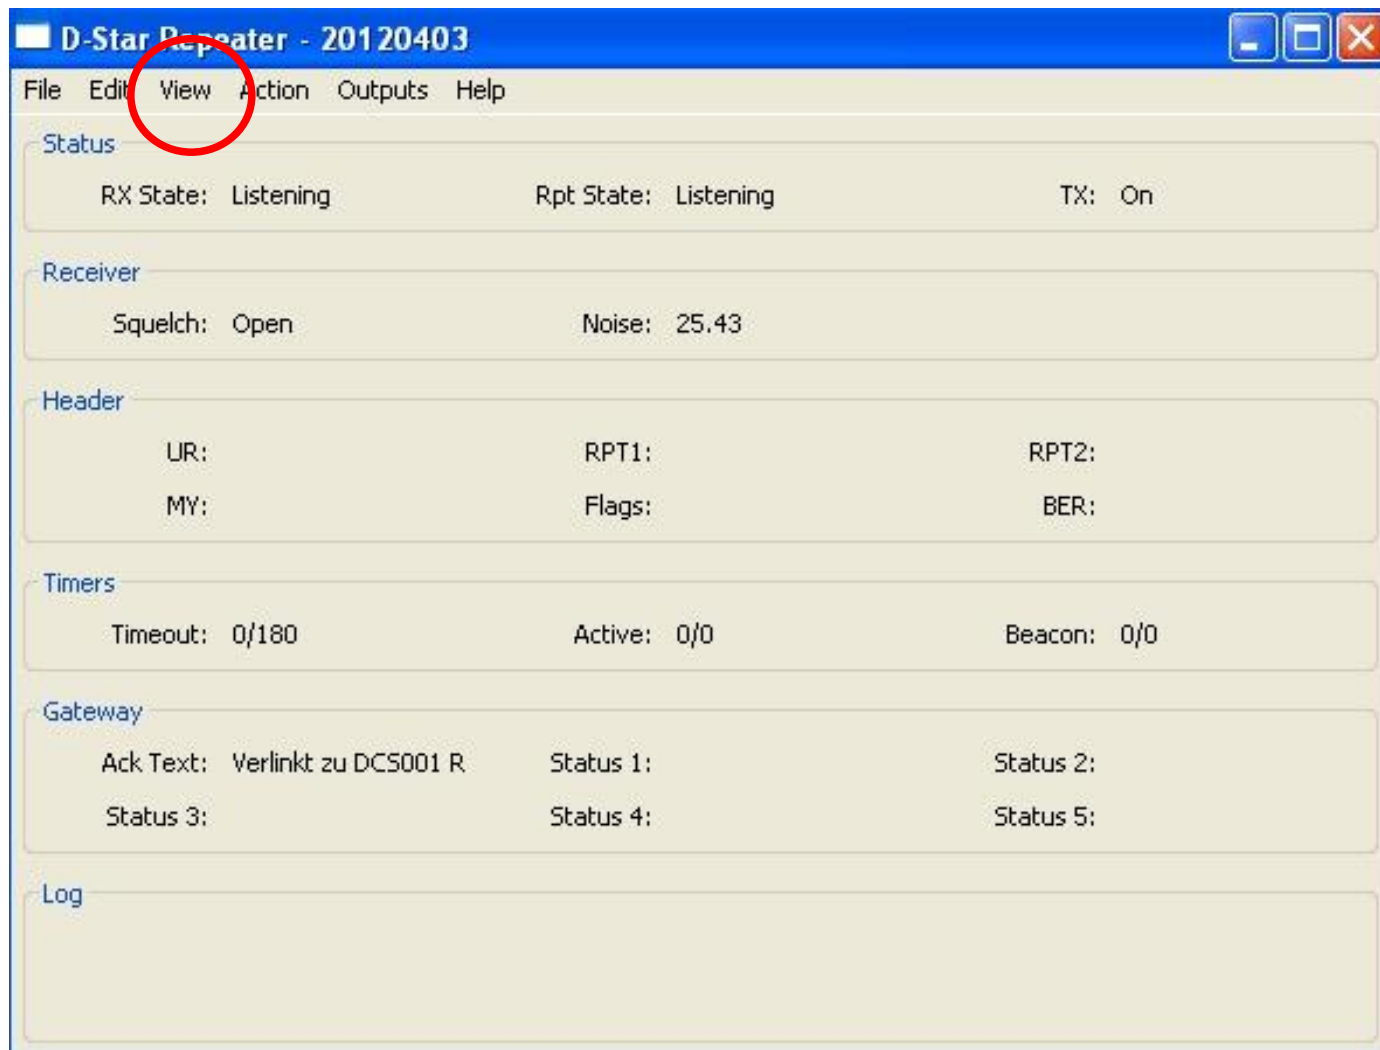 D-Star Repeater - 20120403
File Edit View Action Outputs Help
Status
RX State: Listening Rpt State: Listening TX: On
Receiver
Squelch: Open Noise: 25.43
Header
UR: RPT1: RPT2:
MY: Flags: BER:
Timers
Timeout: 0/180 Active: 0/0 Beacon: 0/0
Gateway
Ack Text: Verlinkt zu DCS001 R Status 1: Status 2:
Status 3: Status 4: Status 5:
Log